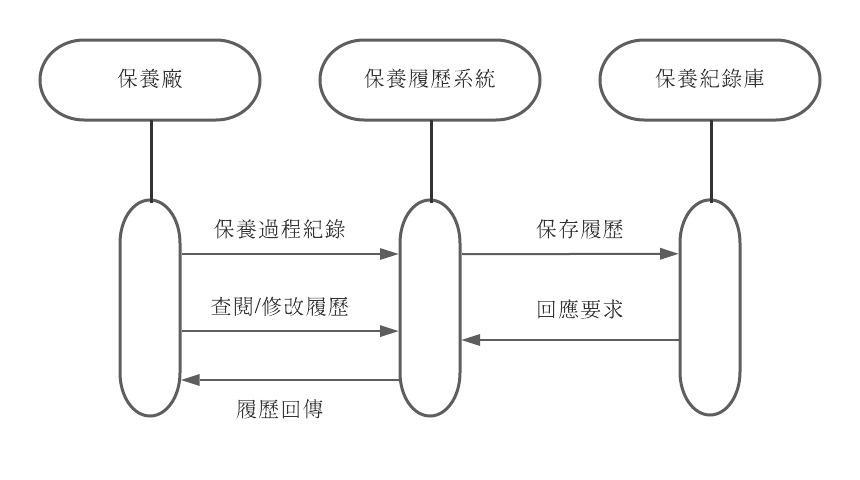 保養廠
保養履歷系統
保養紀錄庫
保養過程紀錄
保存履歷
查閱/修改履歷
回應要求
履歷回傳